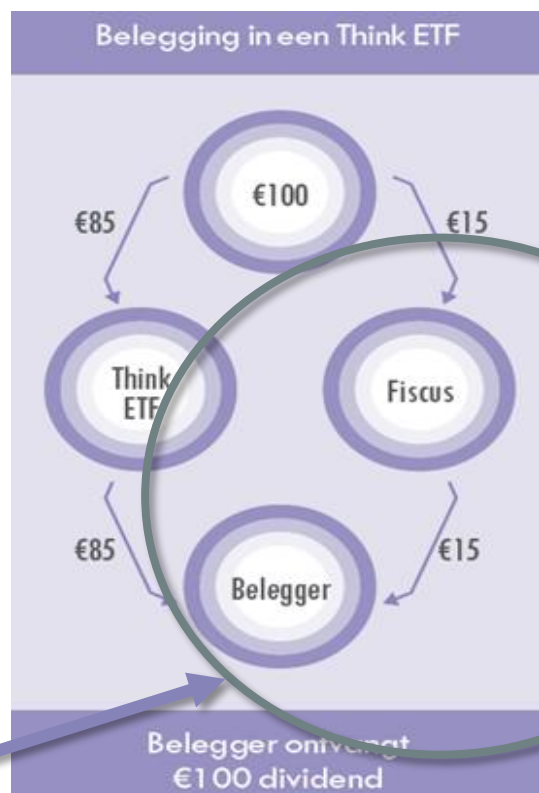 Belegging in een Think ETF
€100
€85
€15
Think
ETF
Fiscus
€85
€15
Belegger
Belegger ontvangt
€100 dividend